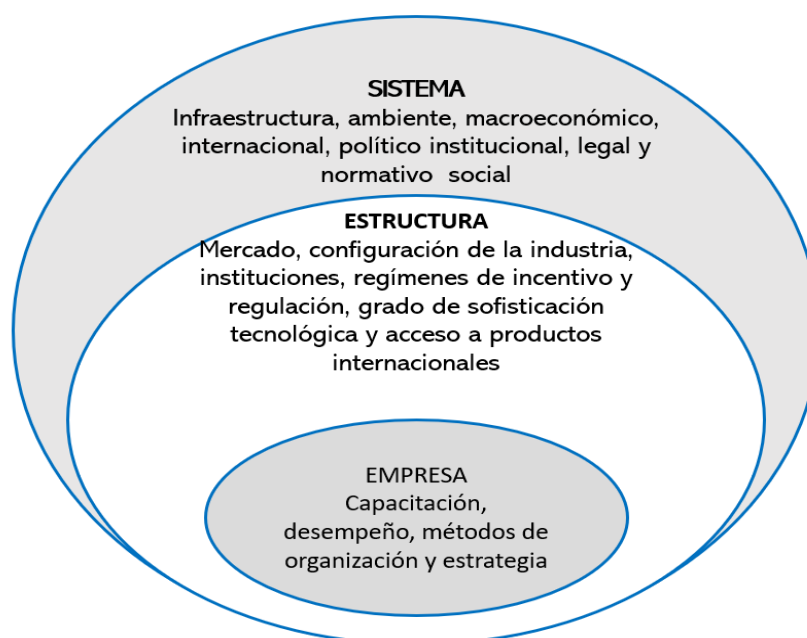 SISTEMA
Infraestructura, ambiente, macroeconómico,
internacional, político institucional, legal y
normativo social
ESTRUCTURA
Mercado, configuración de la industria,
instituciones, regímenes de incentivo y
regulación, grado de sofisticación
tecnológica y acceso a productos
internacionales
EMPRESA
Capacitación,
desempeño, métodos de
organización y estrategia